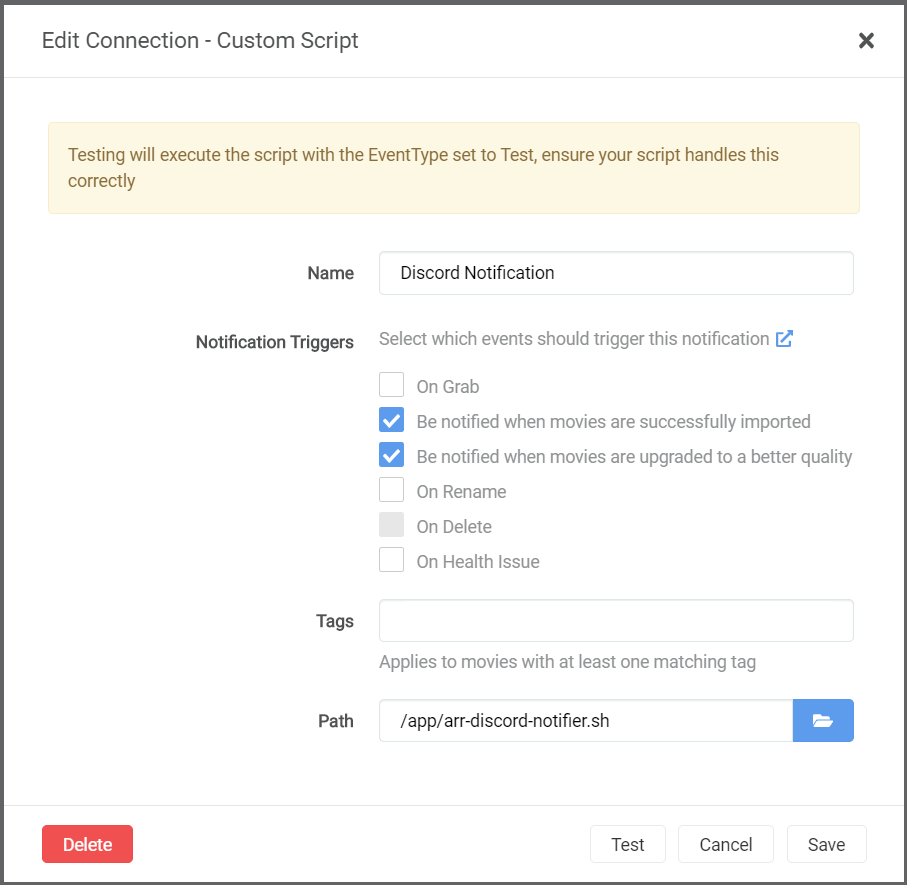 Edit Connection - Custom Script
Testing will execute the script with the EventType set to Test, ensure your script handles this
correctly
Name
Discord Notification
Notification Triggers
Select which events should trigger this notification
On Grab
Be notified when movies are successfully imported
Be notified when movies are upgraded to a better quality
On Rename
On Delete
On Health Issue
Tags
Applies to movies with at least one matching tag
Path
/app/arr-discord-notifier.sh
Delete
Test
Cancel
Save